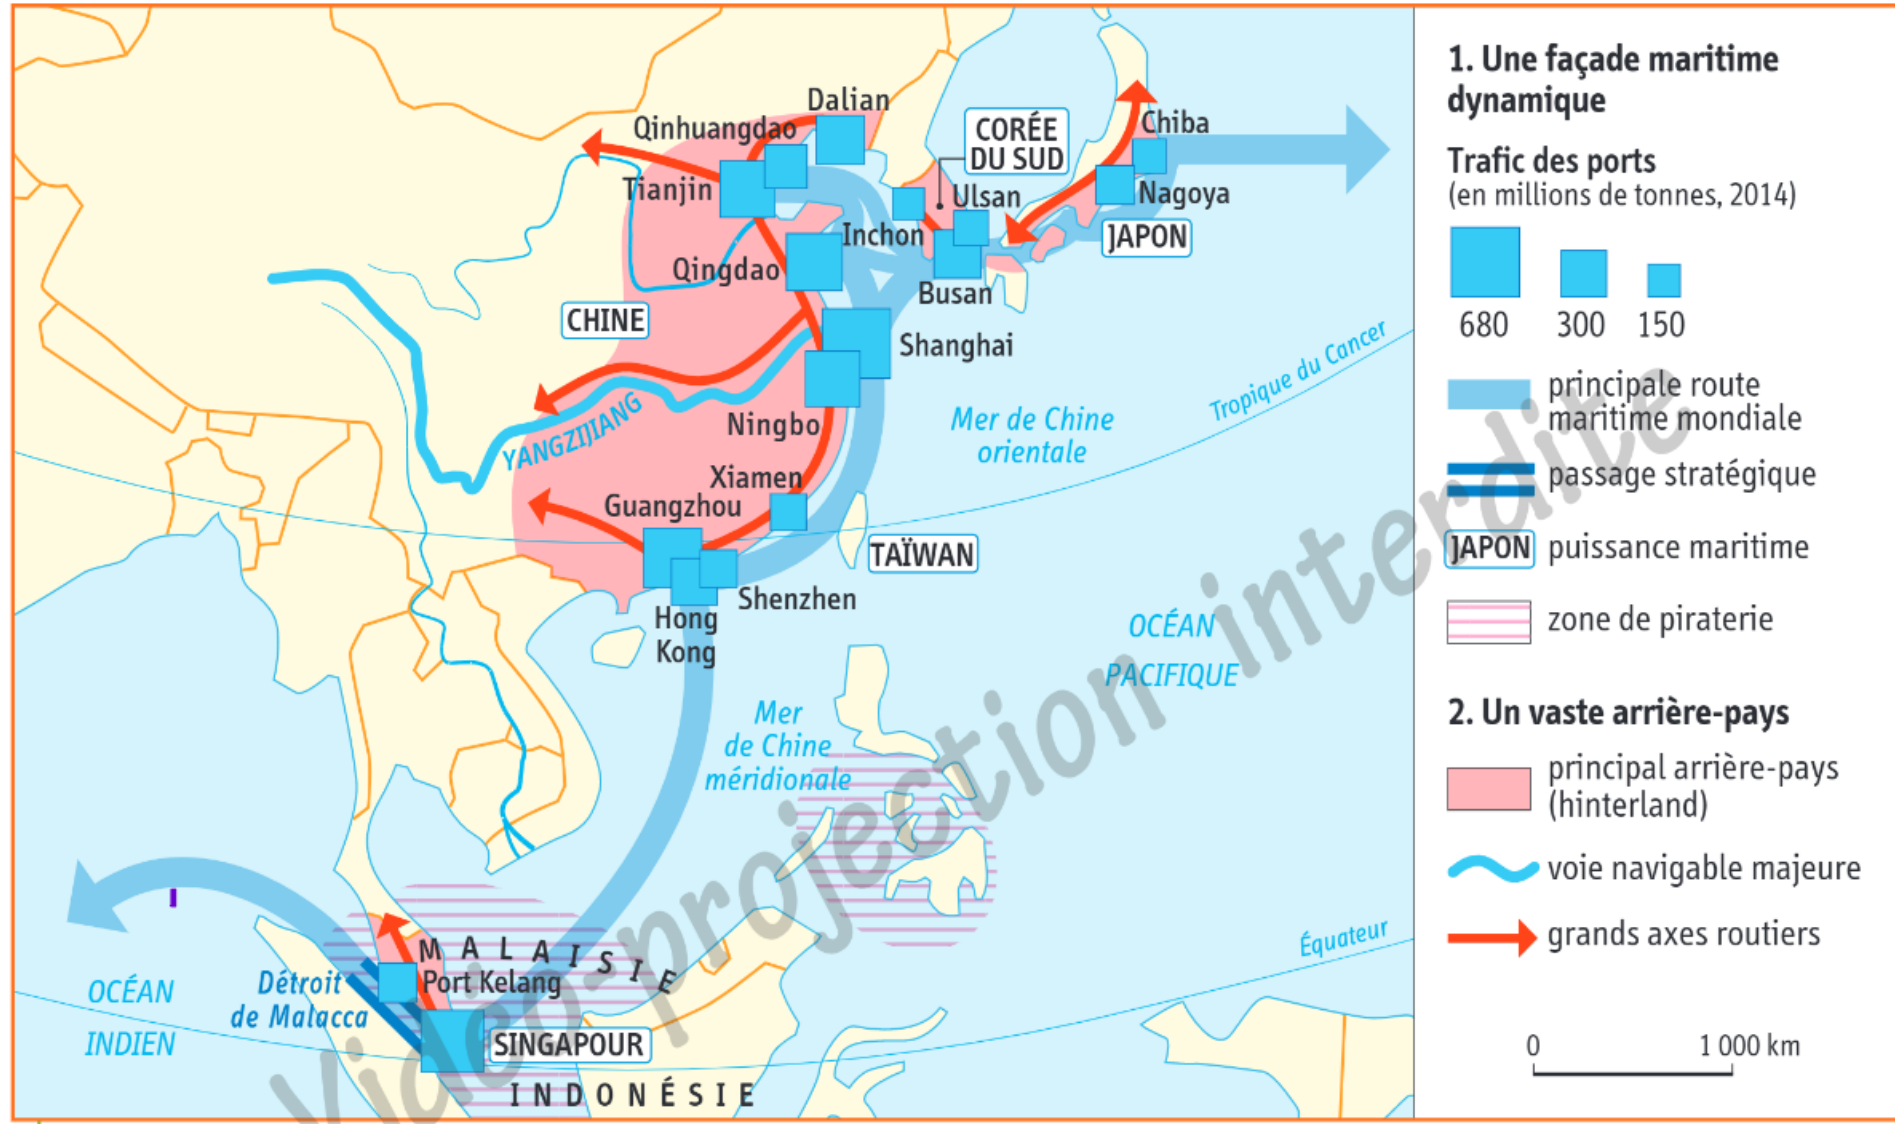 Dalian
Qinhuangdao
Tianjin
Qingdao
CHINE
CORÉE
DU SUD
Chiba
Ulsan
Nagoya
Inchon
JAPON
Busan
Shanghai
YANGZIJIANG
Ningbo
Xiamen
Guangzhou
Mer de Chine
orientale
Tropique du Cancer
TAÏWAN
Shenzhen
Hong
Kong
OCÉAN
PACIFIQUE
Mer
de Chine
méridionale
MALAISIE
Port Kelang
Détroit
de Malacca
OCÉAN
INDIEN
SINGAPOUR
INDONÉSIE
Équateur
Vidéo-projection interdite
1. Une façade maritime
dynamique
Trafic des ports
(en millions de tonnes, 2014)
680 300 150
principale route
maritime mondiale
passage stratégique
JAPON puissance maritime
zone de piraterie
2. Un vaste arrière-pays
principal arrière-pays
(hinterland)
voie navigable majeure
grands axes routiers
0 1 000 km